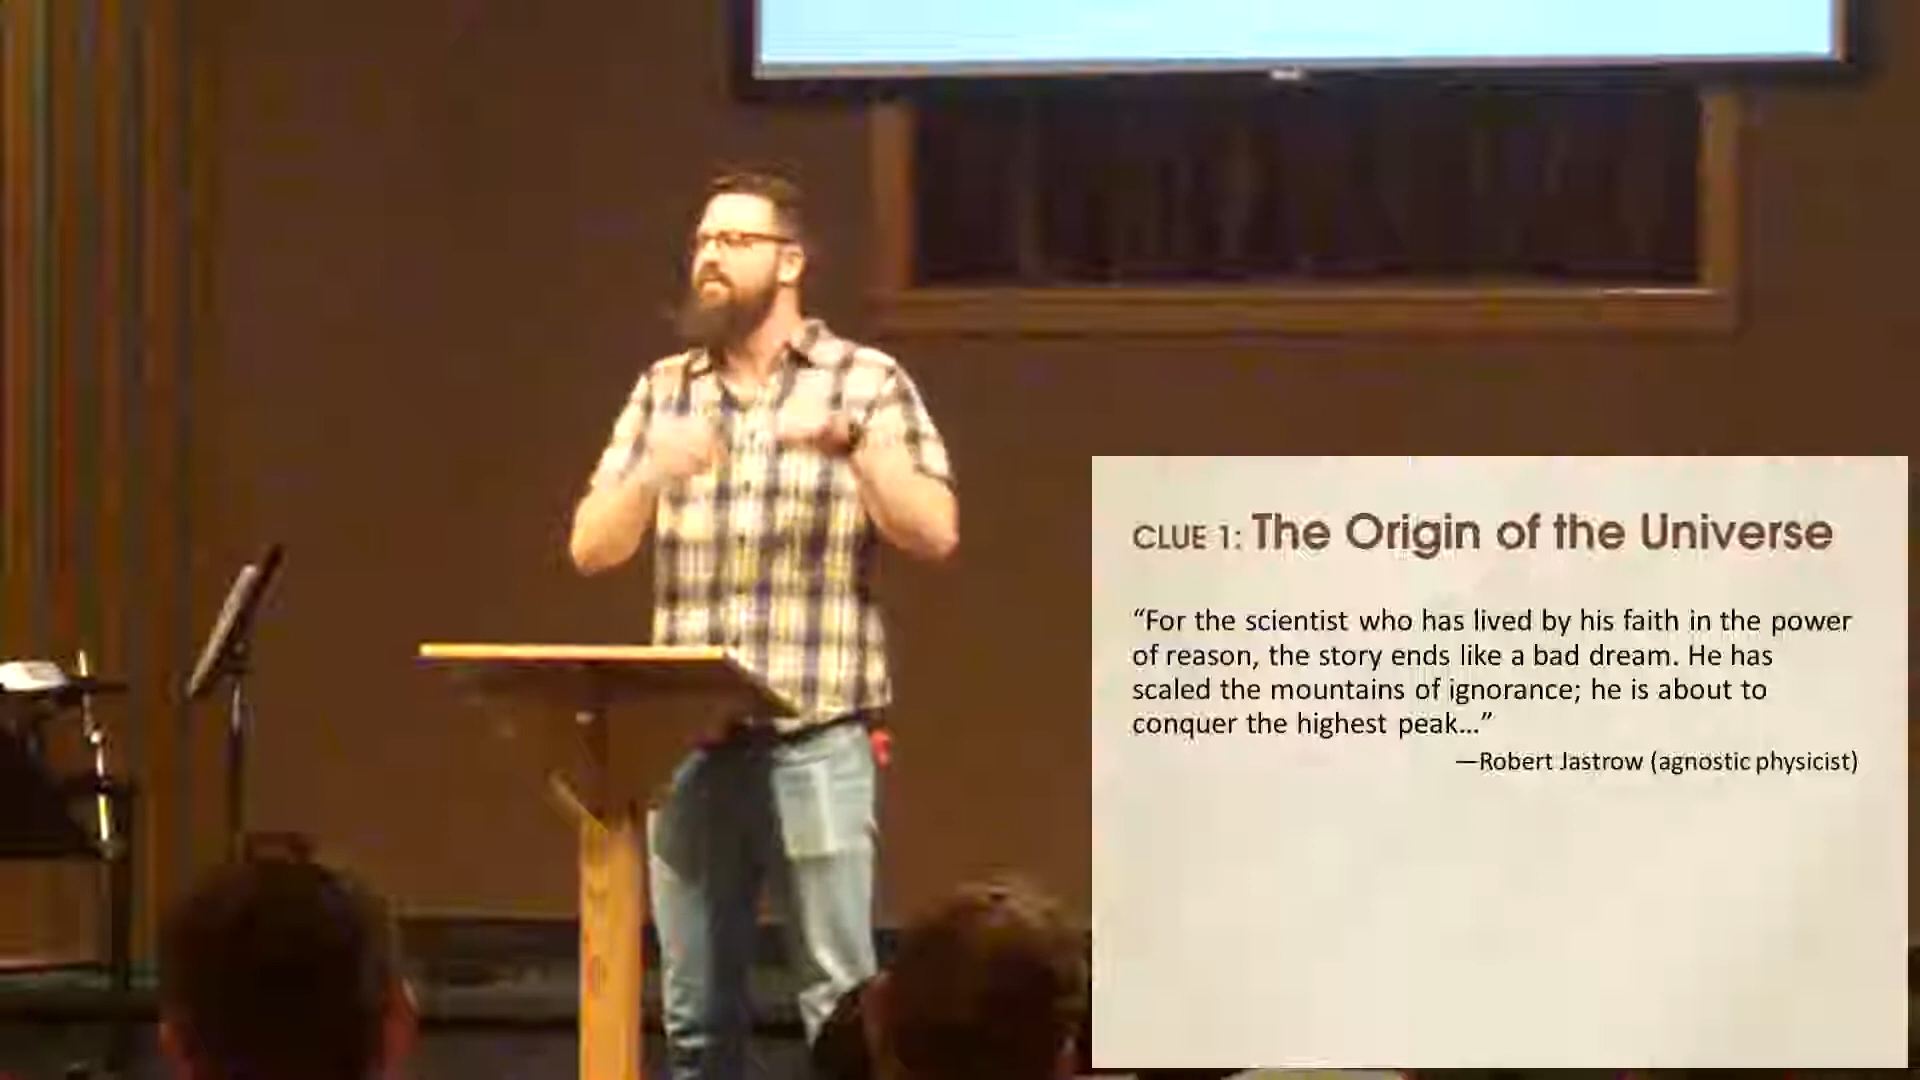 CLUE 1: The Origin of the Universe
“For the scientist who has lived by his faith in the power
of reason, the story ends like a bad dream. He has
scaled the mountains of ignorance; he is about to
conquer the highest peak...”
—Robert Jastrow (agnostic physicist)